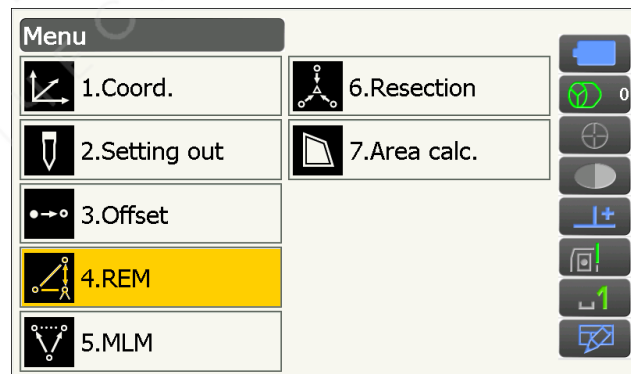 Menu
1.Coord.
2.Setting out
3.Offset
4.REM
5.MLM
6.Resection
7.Area calc.
0
1